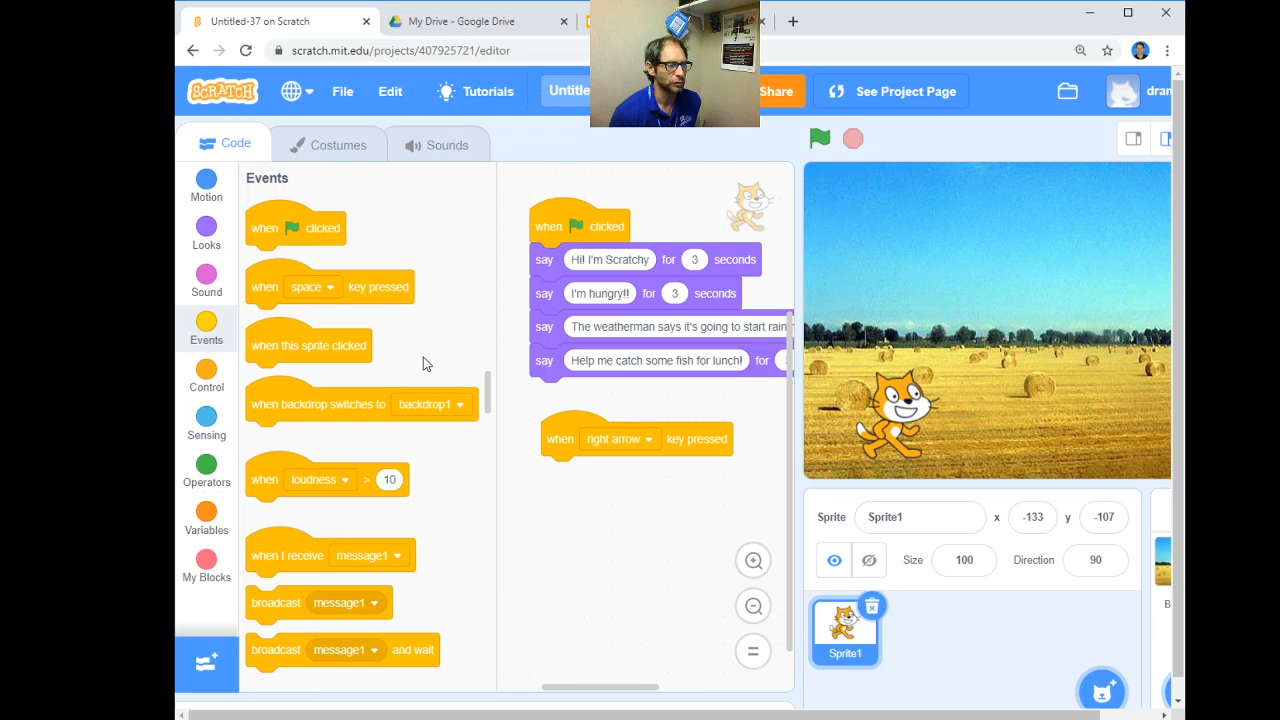 Untitled-37 on Scratch
My Drive - Google Drive
scratch.mit.edu/projects/407925721/editor
SCRATCH
File
Edit
Tutorials
Untitle
Share
See Project Page
dran
Code
Costumes
Sounds
Motion
Looks
Sound
Events
Control
Sensing
Operators
Variables
My Blocks
Events
when clicked
when space key pressed
when this sprite clicked
when backdrop switches to backdrop1
when loudness > 10
when I receive message1
broadcast message1
broadcast message1 and wait
when clicked
say Hi! I'm Scratchy for 3 seconds
say I'm hungry!! for 3 seconds
say The weatherman says it's going to start rain
say Help me catch some fish for lunch! for
when right arrow key pressed
Sprite Sprite1 x -133 y -107
Size 100 Direction 90
Sprite1